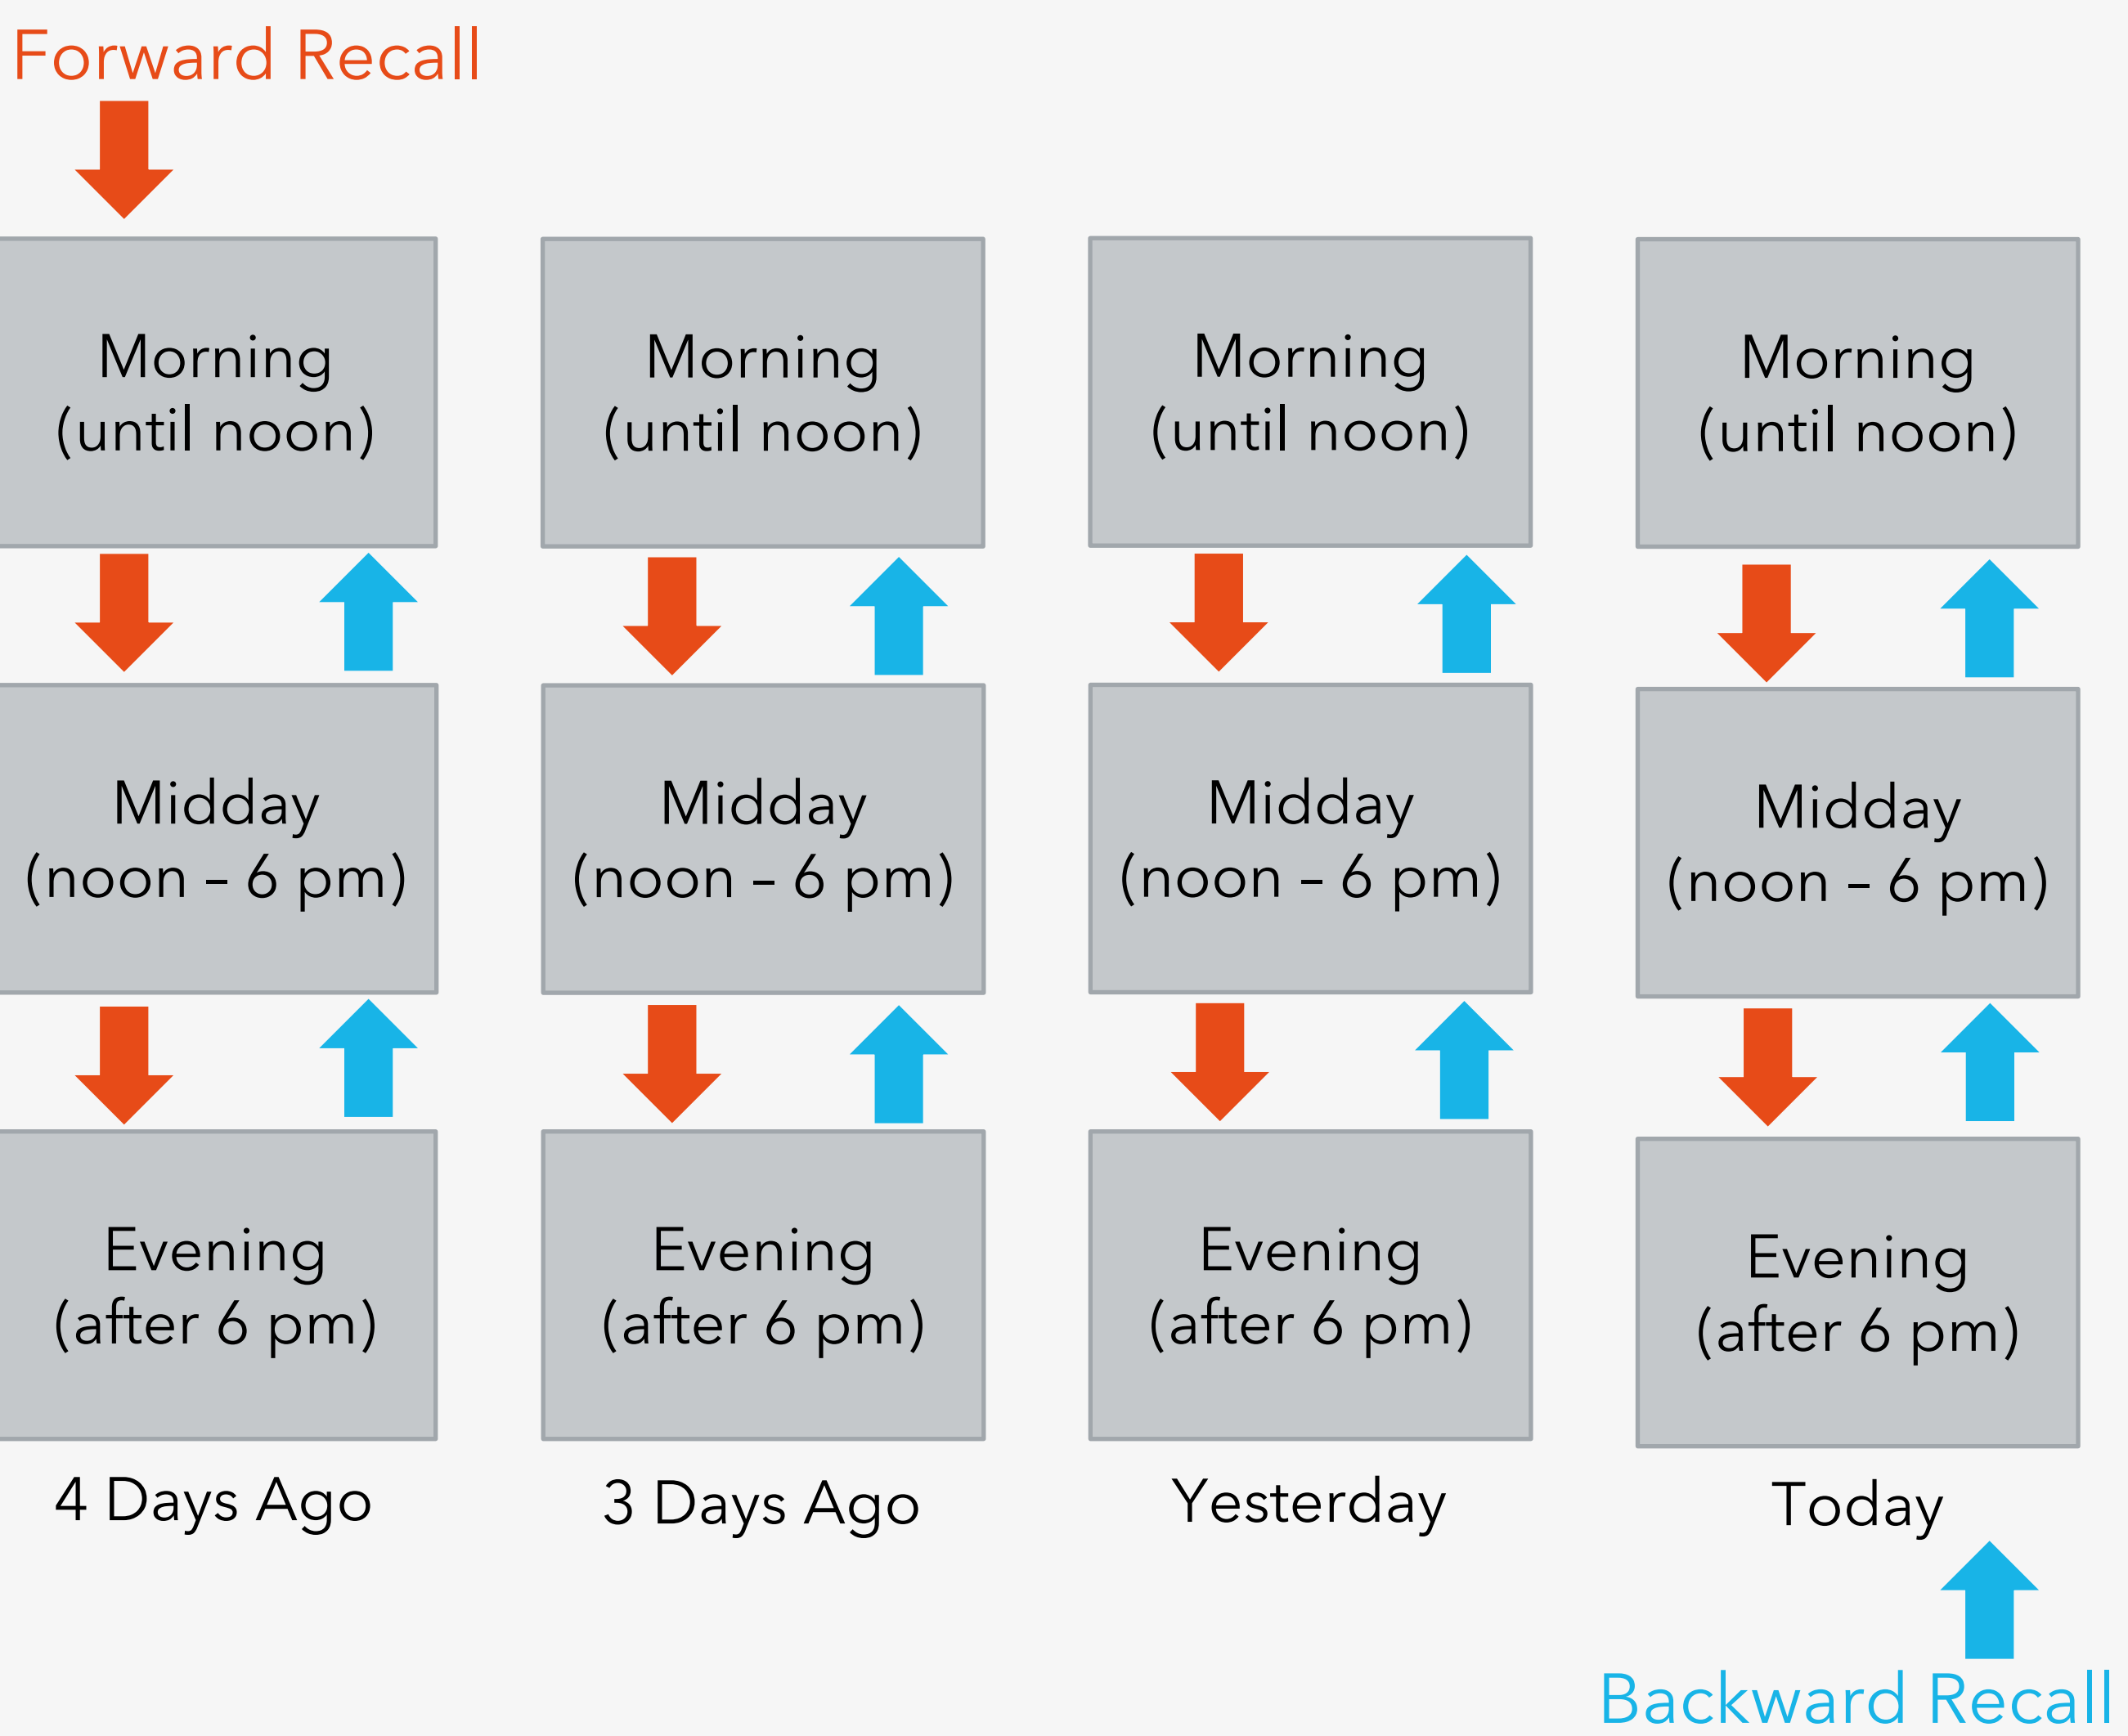 Forward Recall
Morning
(until noon)
Morning
(until noon)
Morning
(until noon)
Morning
(until noon)
Midday
(noon – 6 pm)
Midday
(noon – 6 pm)
Midday
(noon – 6 pm)
Midday
(noon – 6 pm)
Evening
(after 6 pm)
Evening
(after 6 pm)
Evening
(after 6 pm)
Evening
(after 6 pm)
4 Days Ago
3 Days Ago
Yesterday
Today
Backward Recall